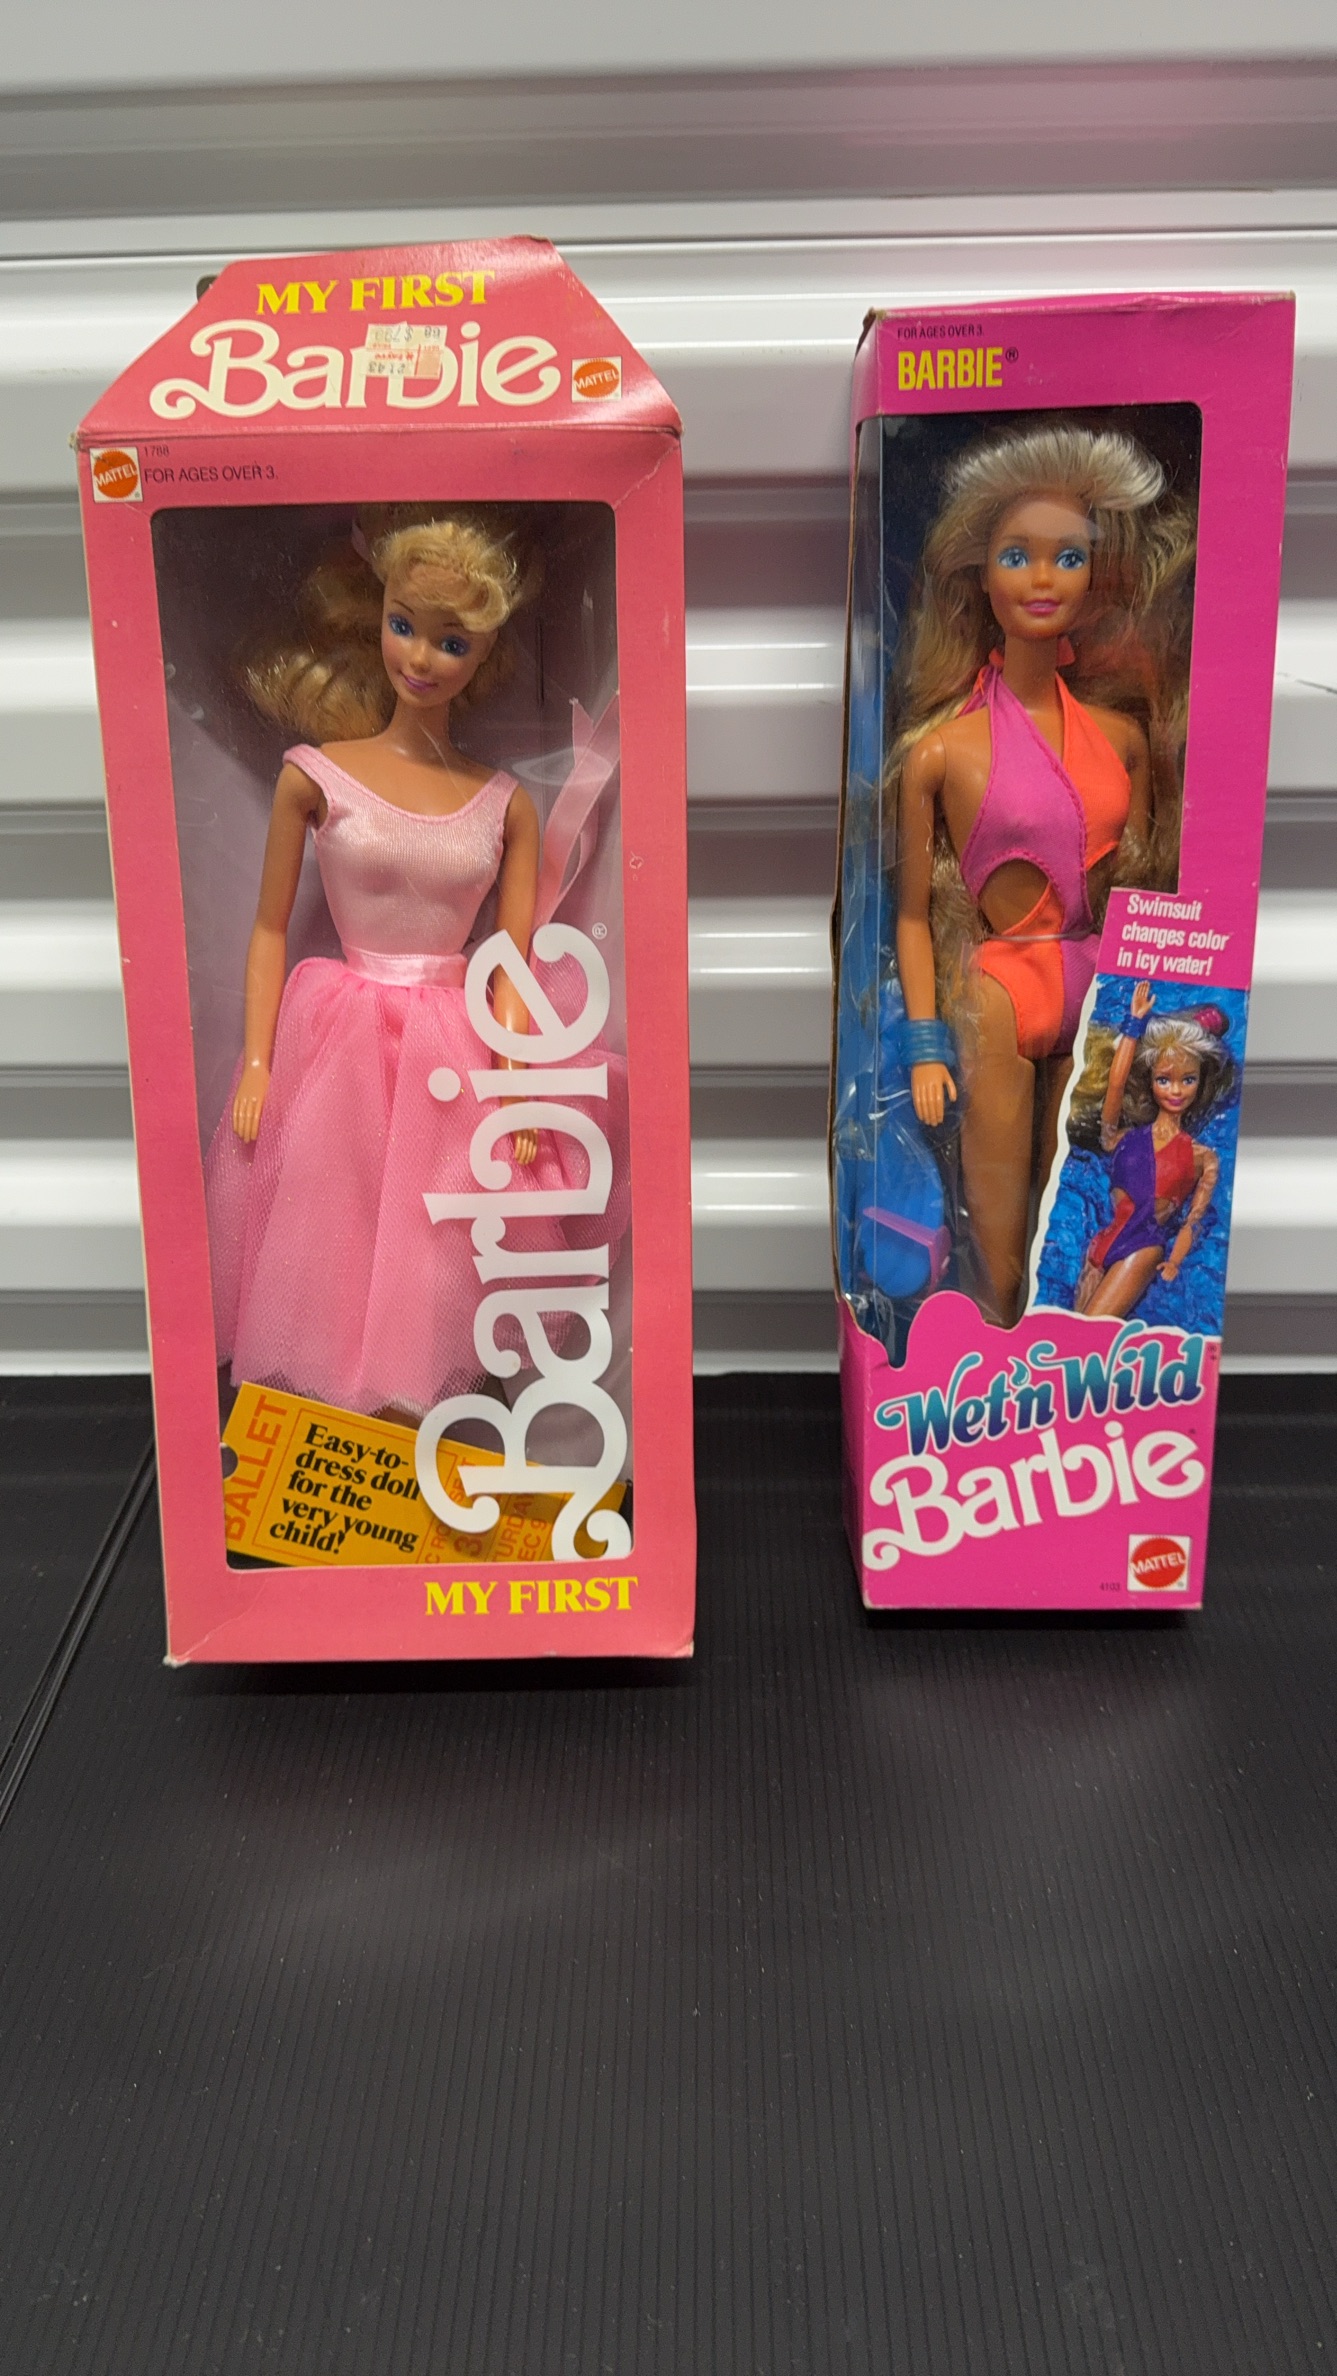 MY FIRST
Barbie
MATTEL
1788
MATTEL
FOR AGES OVER 3.
Barbie®
BALLET
Easy-to-
dress doll
for the
very young
child!
MY FIRST
FOR AGES OVER 3.
BARBIE®
Swimsuit
changes color
in icy water!
Wet'n Wild
Barbie
MATTEL
4103